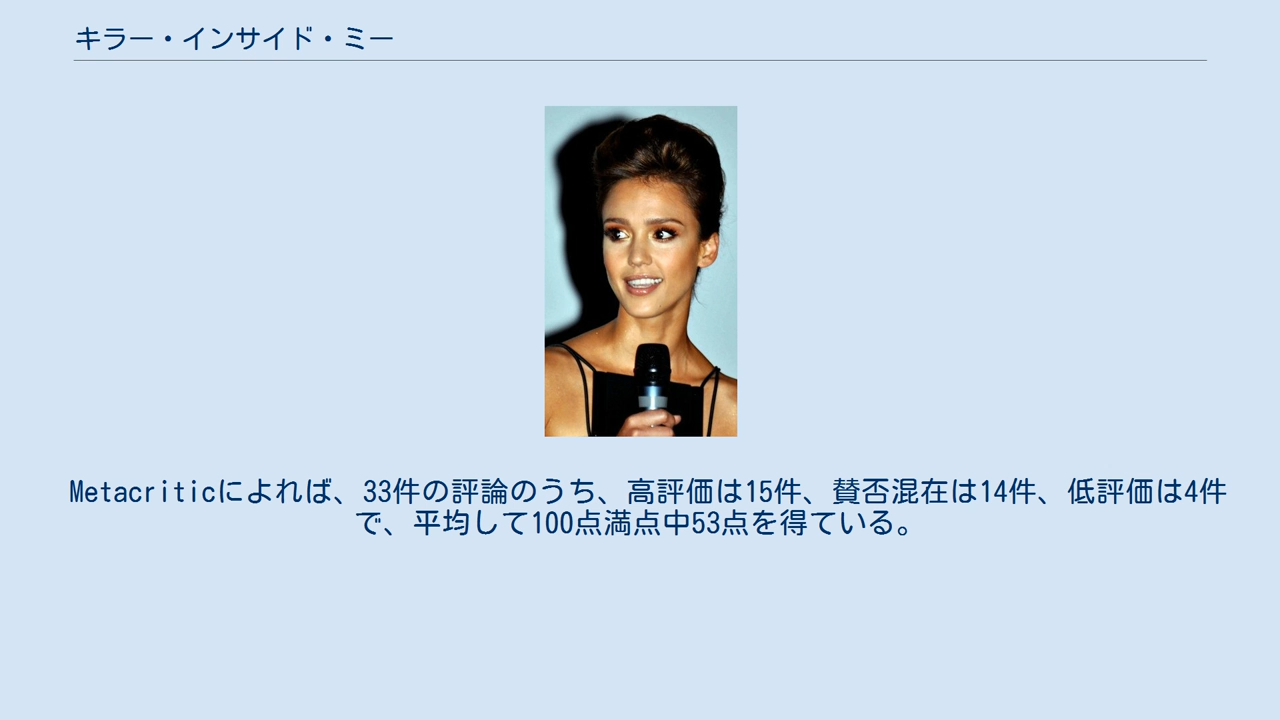 キラー・インサイド・ミー
Metacriticによれば、33件の評論のうち、高評価は15件、賛否混在は14件、低評価は4件
で、平均して100点満点中53点を得ている。